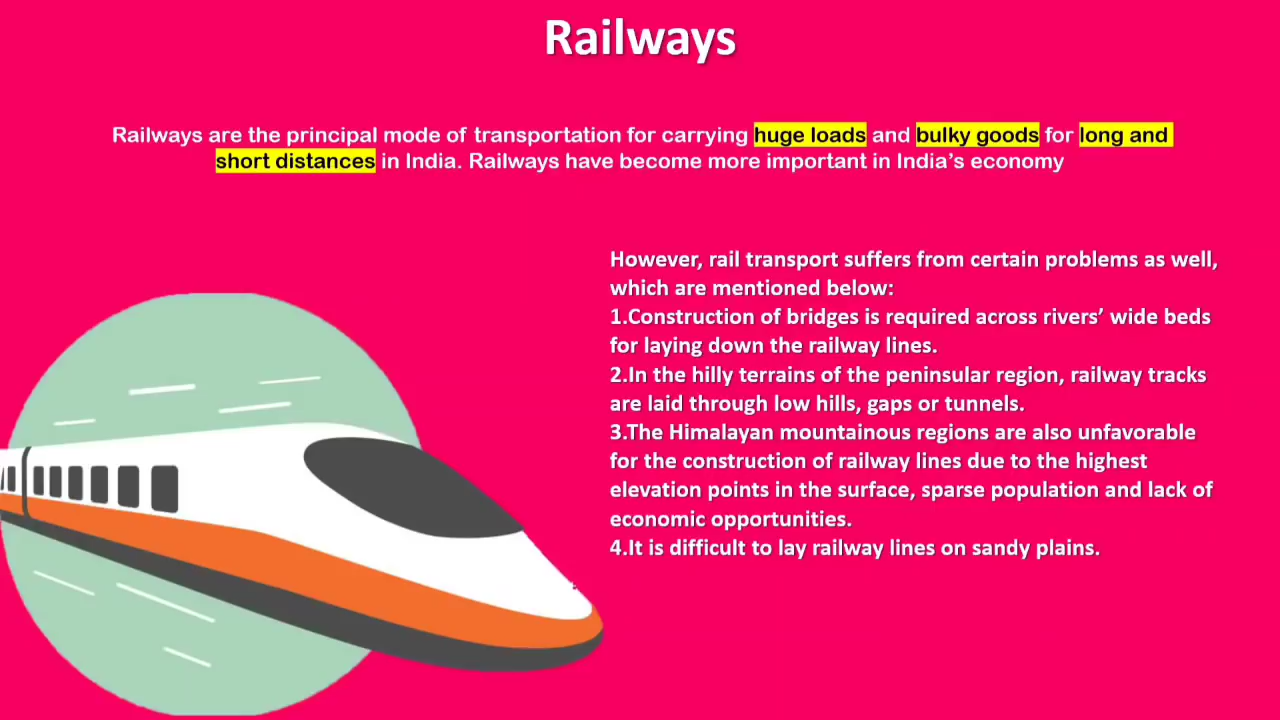 Railways
Railways are the principal mode of transportation for carrying huge loads and bulky goods for long and
short distances in India. Railways have become more important in India’s economy
However, rail transport suffers from certain problems as well,
which are mentioned below:
1.Construction of bridges is required across rivers’ wide beds
for laying down the railway lines.
2.In the hilly terrains of the peninsular region, railway tracks
are laid through low hills, gaps or tunnels.
3.The Himalayan mountainous regions are also unfavorable
for the construction of railway lines due to the highest
elevation points in the surface, sparse population and lack of
economic opportunities.
4.It is difficult to lay railway lines on sandy plains.